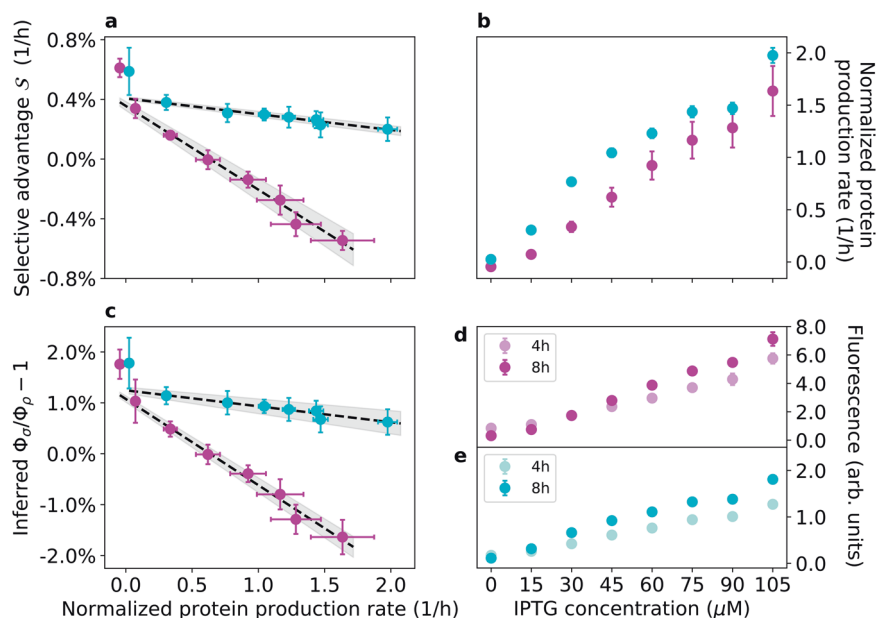 a
0.8%
0.4%
0.0%
-0.4%
-0.8%
Selective advantage 𝒮 (1/h)
b
2.0
1.5
1.0
0.5
0.0
Normalized protein
production rate (1/h)
c
2.0%
1.0%
0.0%
-1.0%
-2.0%
Inferred Φσ/Φρ − 1
0.0
0.5
1.0
1.5
2.0
Normalized protein production rate (1/h)
d
4h
8h
8.0
6.0
4.0
2.0
0.0
e
4h
8h
2.0
1.0
0.0
Fluorescence (arb. units)
0
15
30
45
60
75
90
105
IPTG concentration (μM)